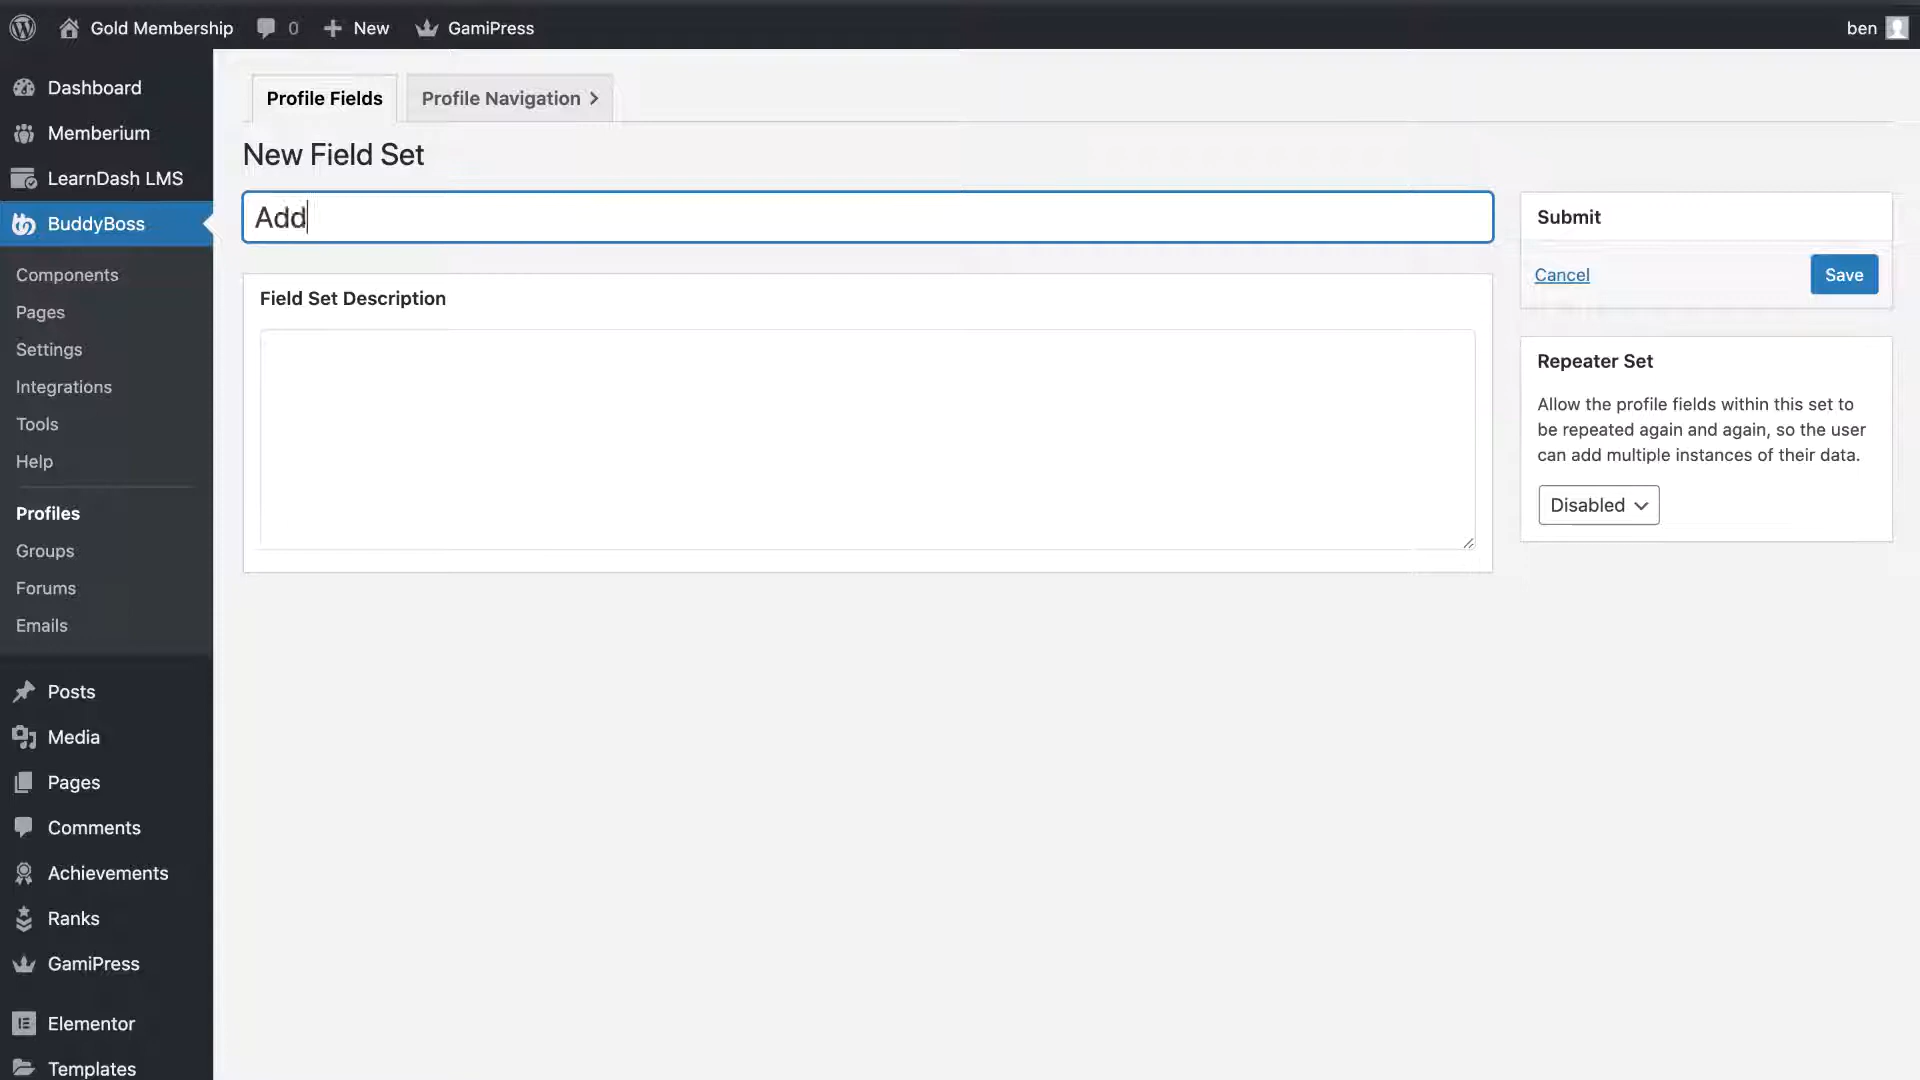 Gold Membership
0
New
GamiPress
ben
Dashboard
Memberium
LearnDash LMS
BuddyBoss
Components
Pages
Settings
Integrations
Tools
Help
Profiles
Groups
Forums
Emails
Posts
Media
Pages
Comments
Achievements
Ranks
GamiPress
Elementor
Templates
Profile Fields
Profile Navigation
New Field Set
Add
Field Set Description
Submit
Cancel
Save
Repeater Set
Allow the profile fields within this set to
be repeated again and again, so the user
can add multiple instances of their data.
Disabled